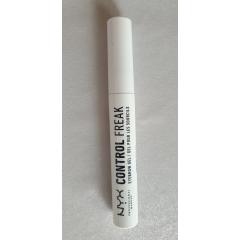 NYX
PROFESSIONAL MAKEUP
CONTROL FREAK
EYEBROW GEL / GEL POUR LES SOURCILS